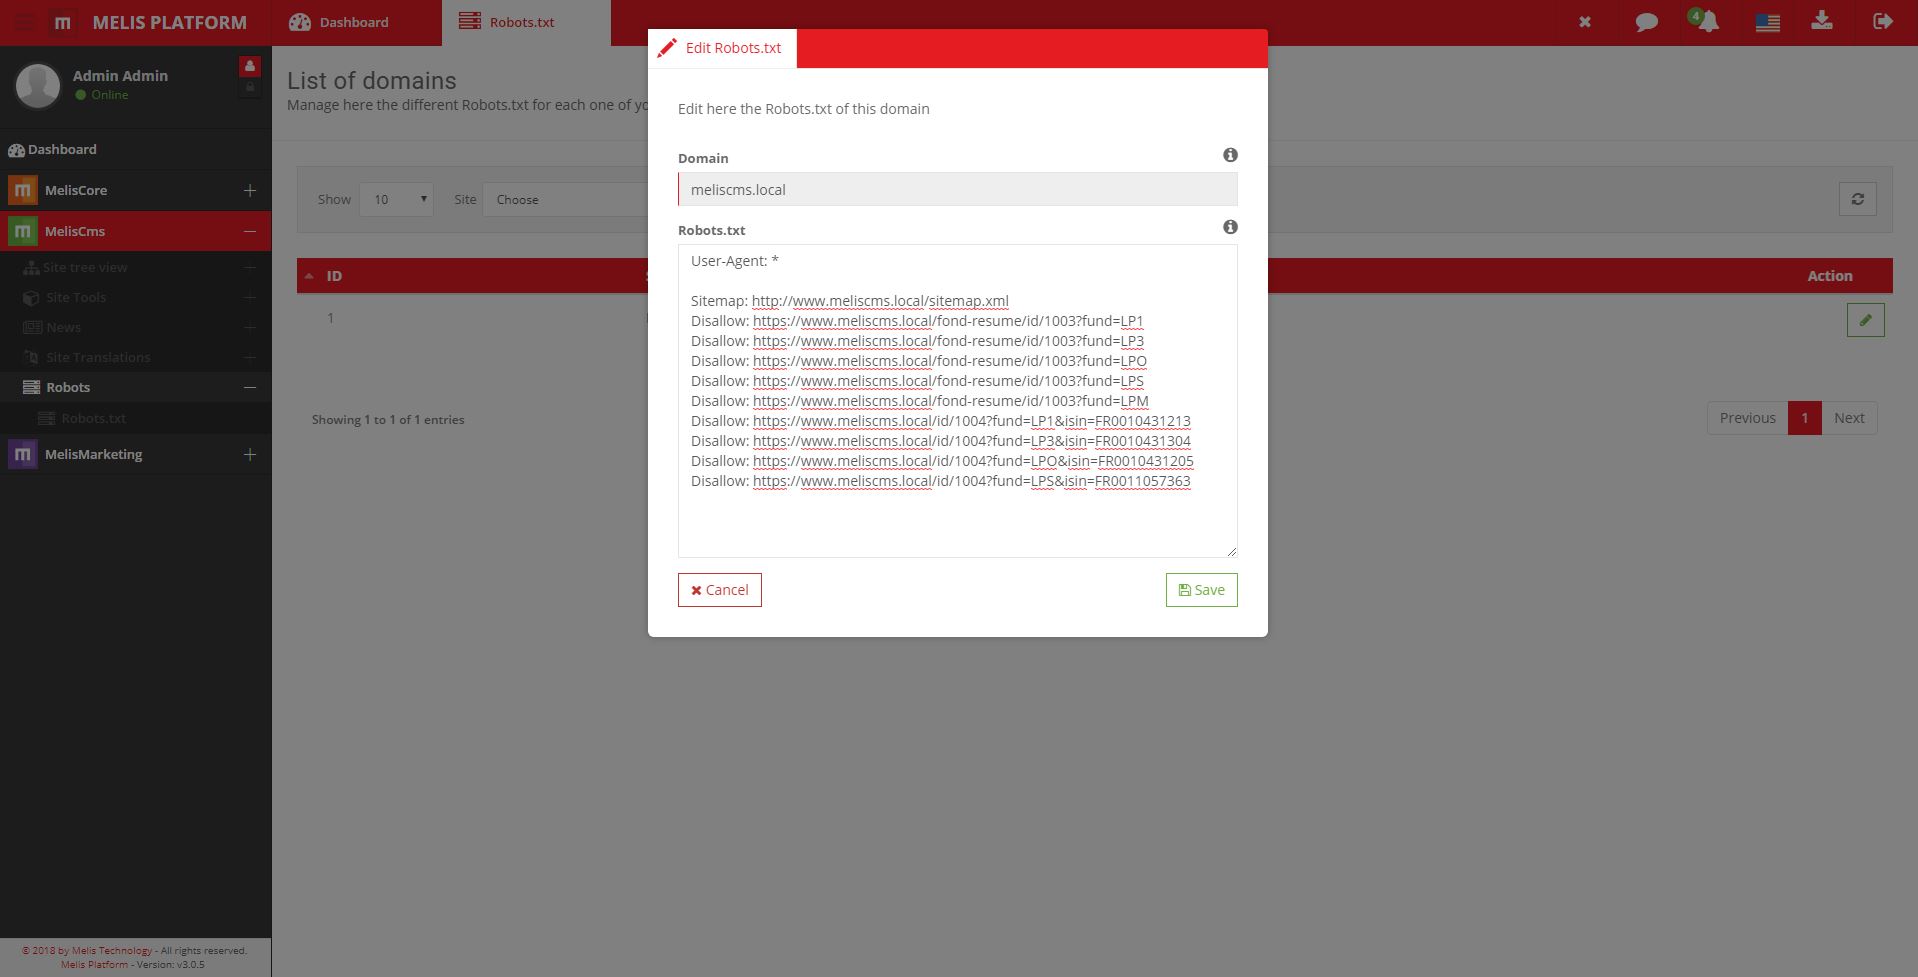 MELIS PLATFORM
Dashboard
Robots.txt
4
Admin Admin
Online
Dashboard
MelisCore
MelisCms
Site tree view
Site Tools
News
Site Translations
Robots
Robots.txt
MelisMarketing
© 2018 by Melis Technology - All rights reserved.
Melis Platform - Version: v3.0.5
List of domains
Manage here the different Robots.txt for each one of yo
Show 10 Site Choose
ID Action
1
Showing 1 to 1 of 1 entries
Previous 1 Next
Edit Robots.txt
Edit here the Robots.txt of this domain
Domain
meliscms.local
Robots.txt
User-Agent: *
Sitemap: http://www.meliscms.local/sitemap.xml
Disallow: https://www.meliscms.local/fond-resume/id/1003?fund=LP1
Disallow: https://www.meliscms.local/fond-resume/id/1003?fund=LP3
Disallow: https://www.meliscms.local/fond-resume/id/1003?fund=LPO
Disallow: https://www.meliscms.local/fond-resume/id/1003?fund=LPS
Disallow: https://www.meliscms.local/fond-resume/id/1003?fund=LPM
Disallow: https://www.meliscms.local/id/1004?fund=LP1&isin=FR0010431213
Disallow: https://www.meliscms.local/id/1004?fund=LP3&isin=FR0010431304
Disallow: https://www.meliscms.local/id/1004?fund=LPO&isin=FR0010431205
Disallow: https://www.meliscms.local/id/1004?fund=LPS&isin=FR0011057363
Cancel
Save